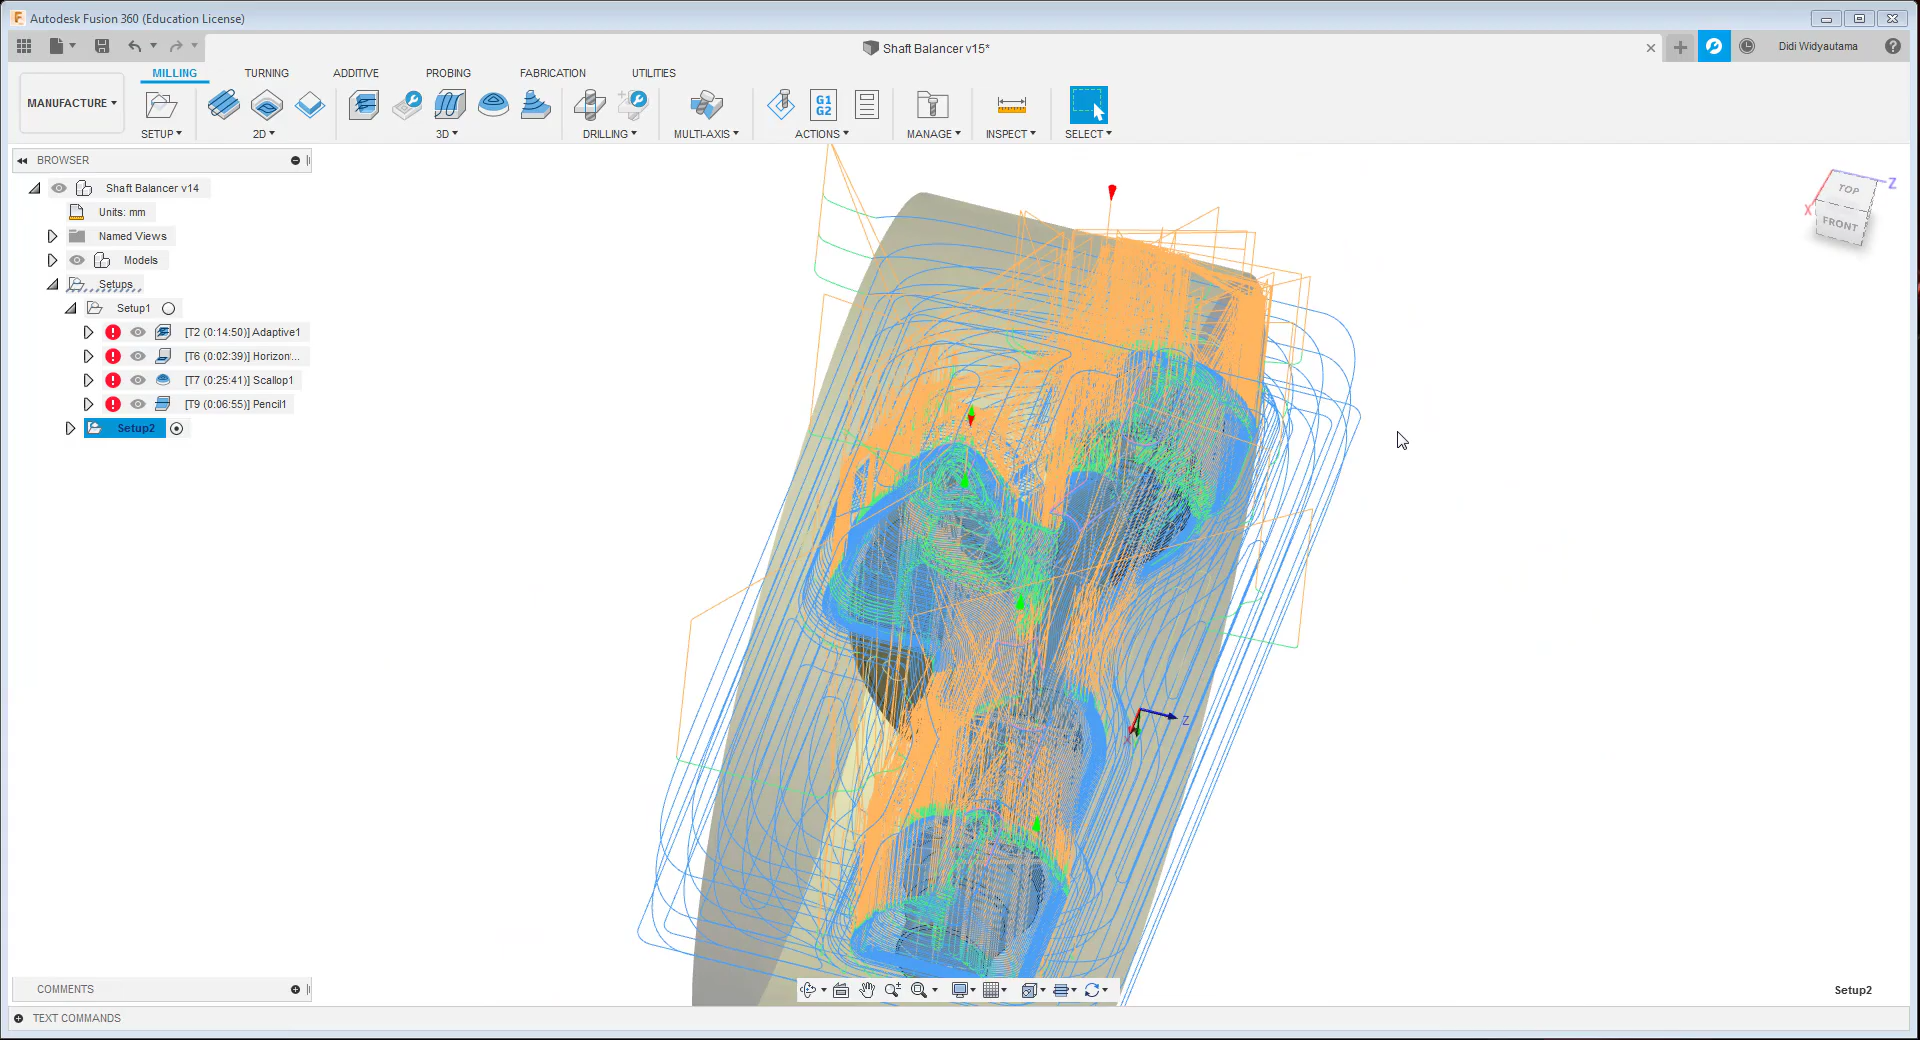 Autodesk Fusion 360 (Education License)
Shaft Balancer v15*
Didi Widyautama
MANUFACTURE
MILLING TURNING ADDITIVE PROBING FABRICATION UTILITIES
G1
G2
SETUP 2D 3D DRILLING MULTI-AXIS ACTIONS MANAGE INSPECT SELECT
BROWSER
Shaft Balancer v14
Units: mm
Named Views
Models
Setups
Setup1
[T2 (0:14:50)] Adaptive1
[T6 (0:02:39)] Horizon...
[T7 (0:25:41)] Scallop1
[T9 (0:06:55)] Pencil1
Setup2
TOP
FRONT
X
Z
Z
X
COMMENTS
Setup2
TEXT COMMANDS